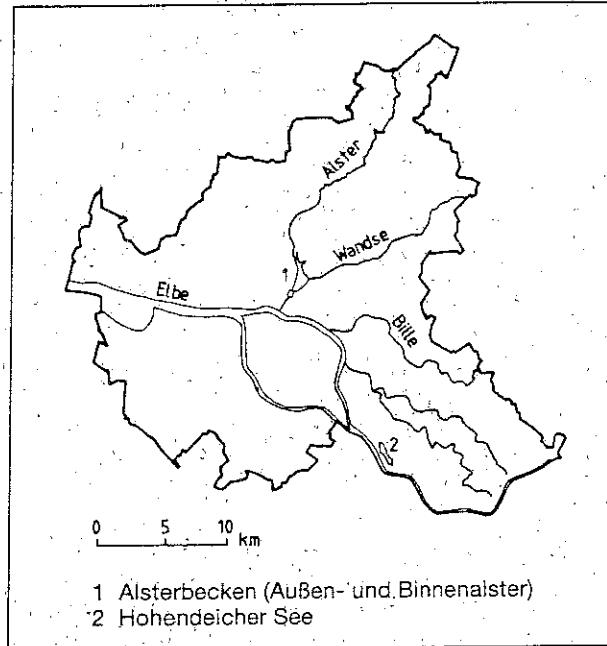 Alster
Wandse
1
Elbe
Bille
2
0 5 10
km
1 Alsterbecken (Außen- und Binnenalster)
2 Hohendeicher See